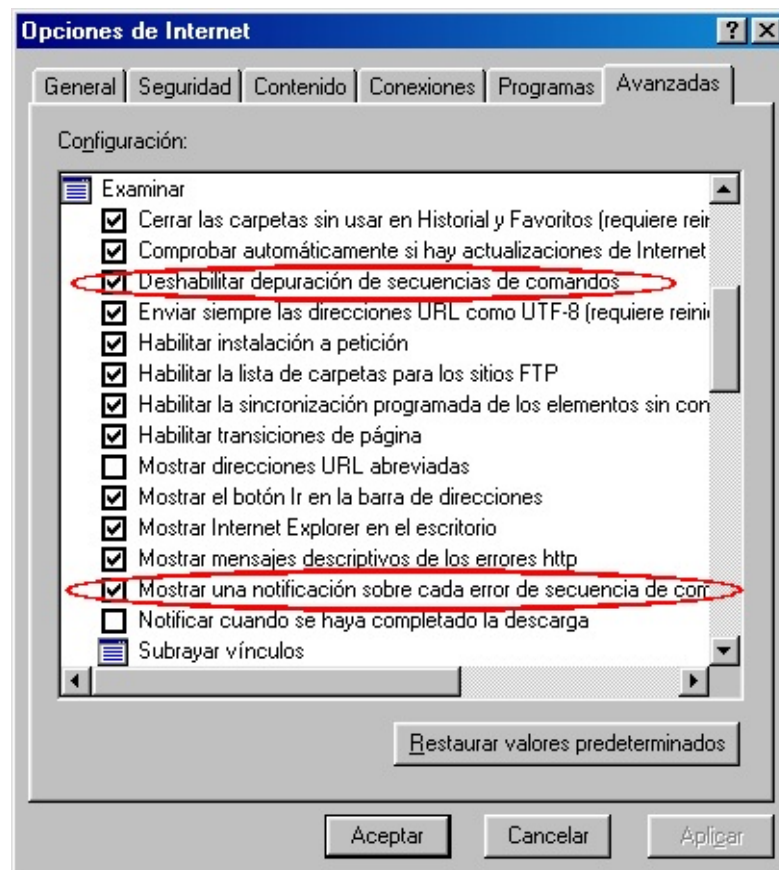 Opciones de Internet
General Seguridad Contenido Conexiones Programas Avanzadas
Configuración:
Examinar
Cerrar las carpetas sin usar en Historial y Favoritos (requiere rein
Comprobar automáticamente si hay actualizaciones de Internet
Deshabilitar depuración de secuencias de comandos
Enviar siempre las direcciones URL como UTF-8 (requiere reini
Habilitar instalación a petición
Habilitar la lista de carpetas para los sitios FTP
Habilitar la sincronización programada de los elementos sin con
Habilitar transiciones de página
Mostrar direcciones URL abreviadas
Mostrar el botón Ir en la barra de direcciones
Mostrar Internet Explorer en el escritorio
Mostrar mensajes descriptivos de los errores http
Mostrar una notificación sobre cada error de secuencia de com
Notificar cuando se haya completado la descarga
Subrayar vínculos
Restaurar valores predeterminados
Aceptar Cancelar Aplicar